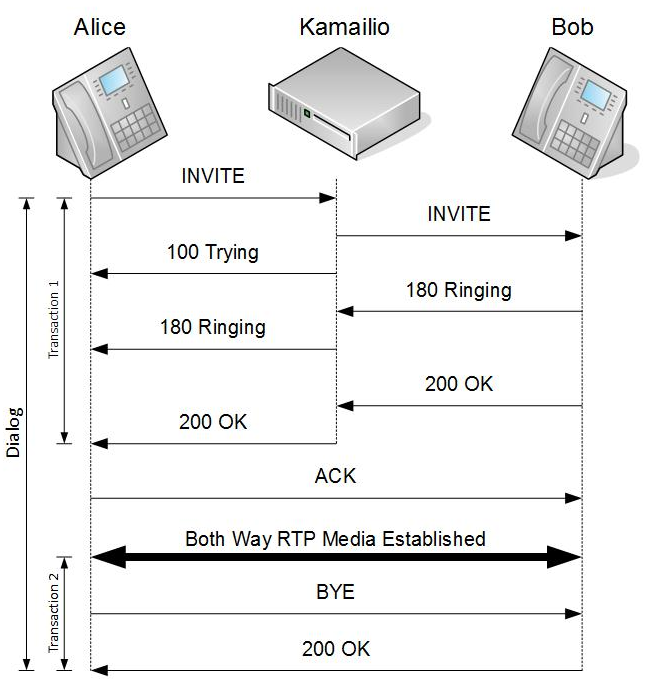 Alice
Kamailio
Bob
INVITE
INVITE
100 Trying
180 Ringing
180 Ringing
200 OK
200 OK
ACK
Both Way RTP Media Established
BYE
200 OK
Dialog
Transaction 1
Transaction 2